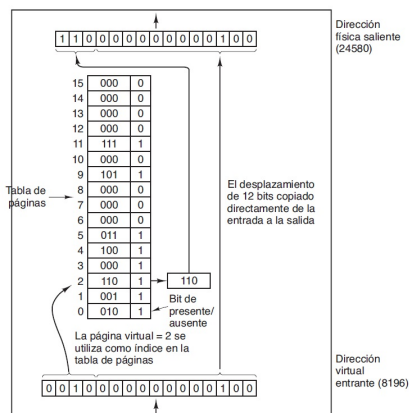 1 1 0 0 0 0 0 0 0 0 0 0 1 0 0
Dirección
física saliente
(24580)
15 000 0
14 000 0
13 000 0
12 000 0
11 111 1
10 000 0
9 101 1
8 000 0
7 000 0
6 000 0
5 011 1
4 100 1
3 000 1
2 110 1 110
1 001 1
0 010 1
Tabla de
páginas
El desplazamiento
de 12 bits copiado
directamente de la
entrada a la salida
Bit de
presente/
ausente
La página virtual = 2 se
utiliza como índice en la
tabla de páginas
0 0 1 0 0 0 0 0 0 0 0 0 0 1 0 0
Dirección
virtual
entrante (8196)